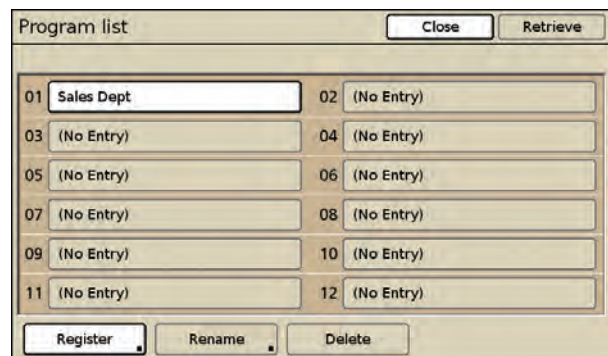 Program list Close Retrieve
01 Sales Dept 02 (No Entry)
03 (No Entry) 04 (No Entry)
05 (No Entry) 06 (No Entry)
07 (No Entry) 08 (No Entry)
09 (No Entry) 10 (No Entry)
11 (No Entry) 12 (No Entry)
Register Rename Delete